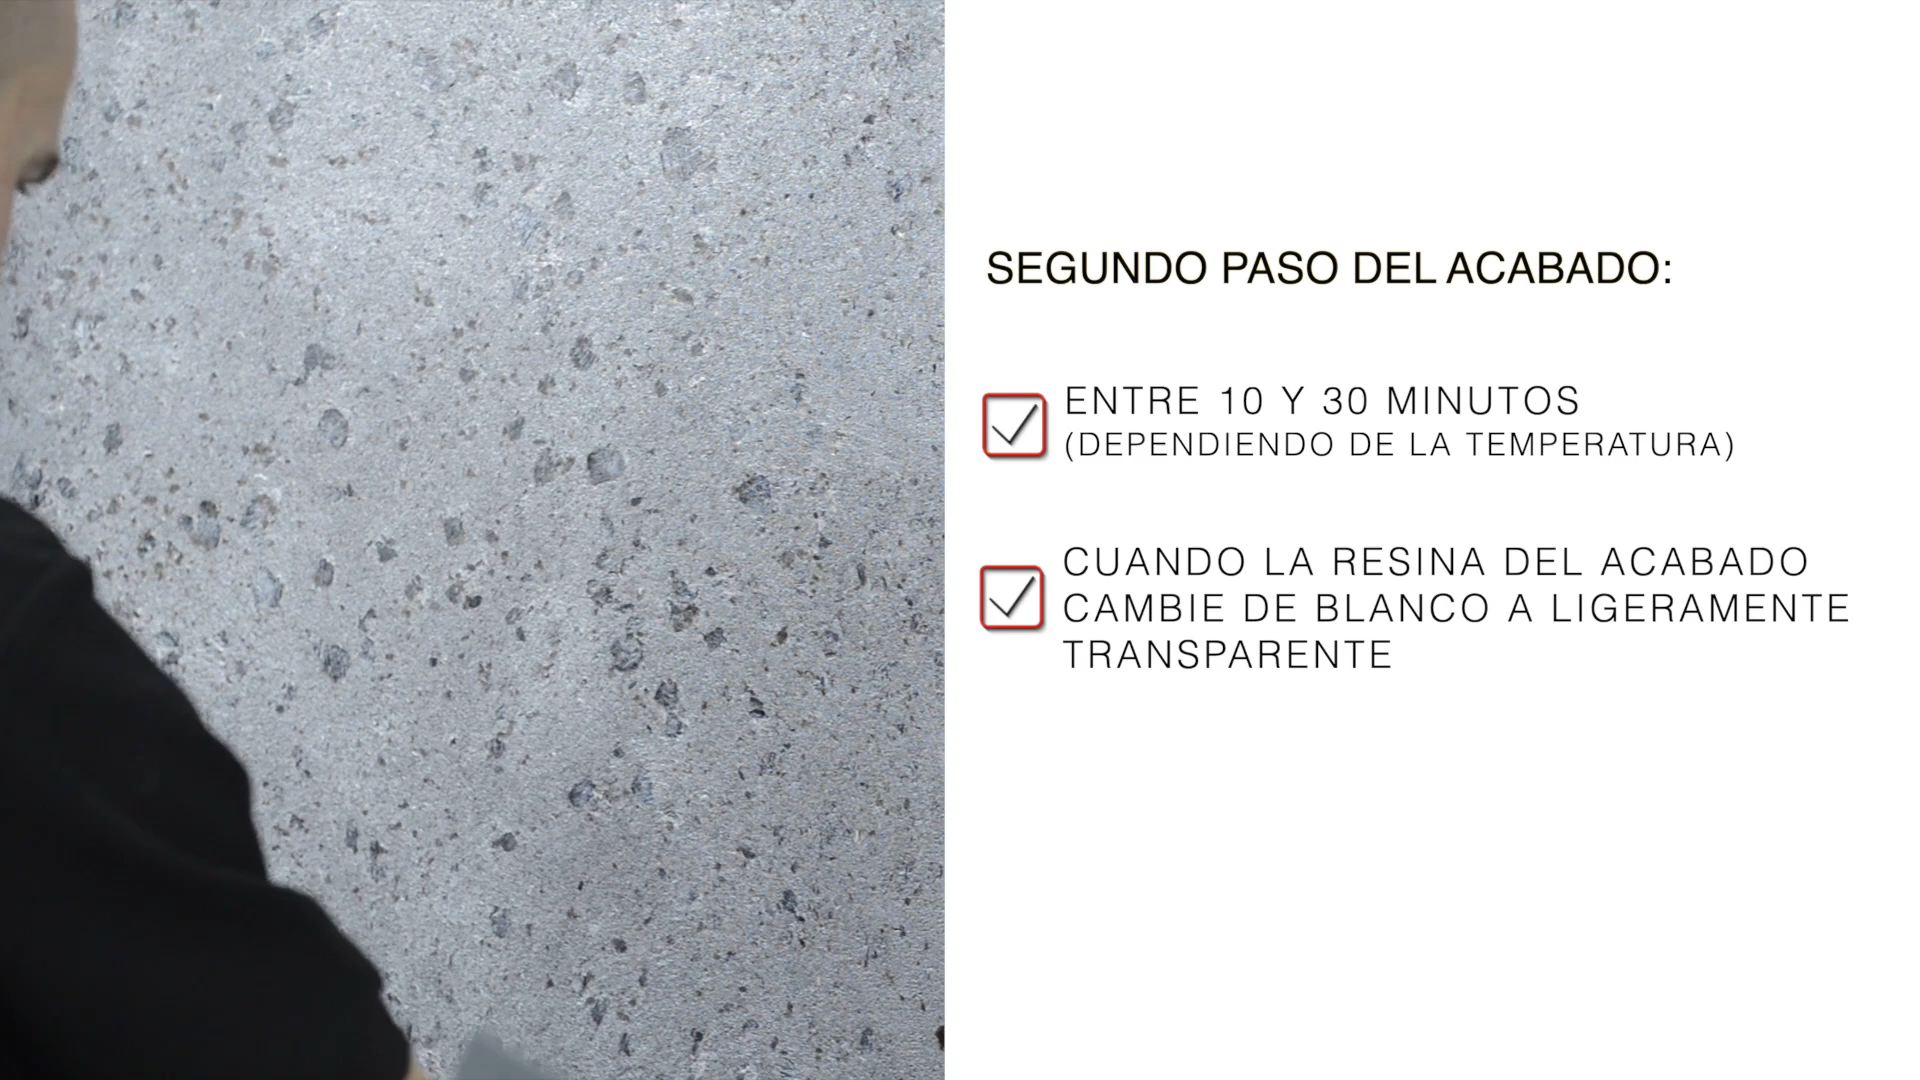 SEGUNDO PASO DEL ACABADO:
ENTRE 10 Y 30 MINUTOS
(DEPENDIENDO DE LA TEMPERATURA)
CUANDO LA RESINA DEL ACABADO
CAMBIE DE BLANCO A LIGERAMENTE
TRANSPARENTE